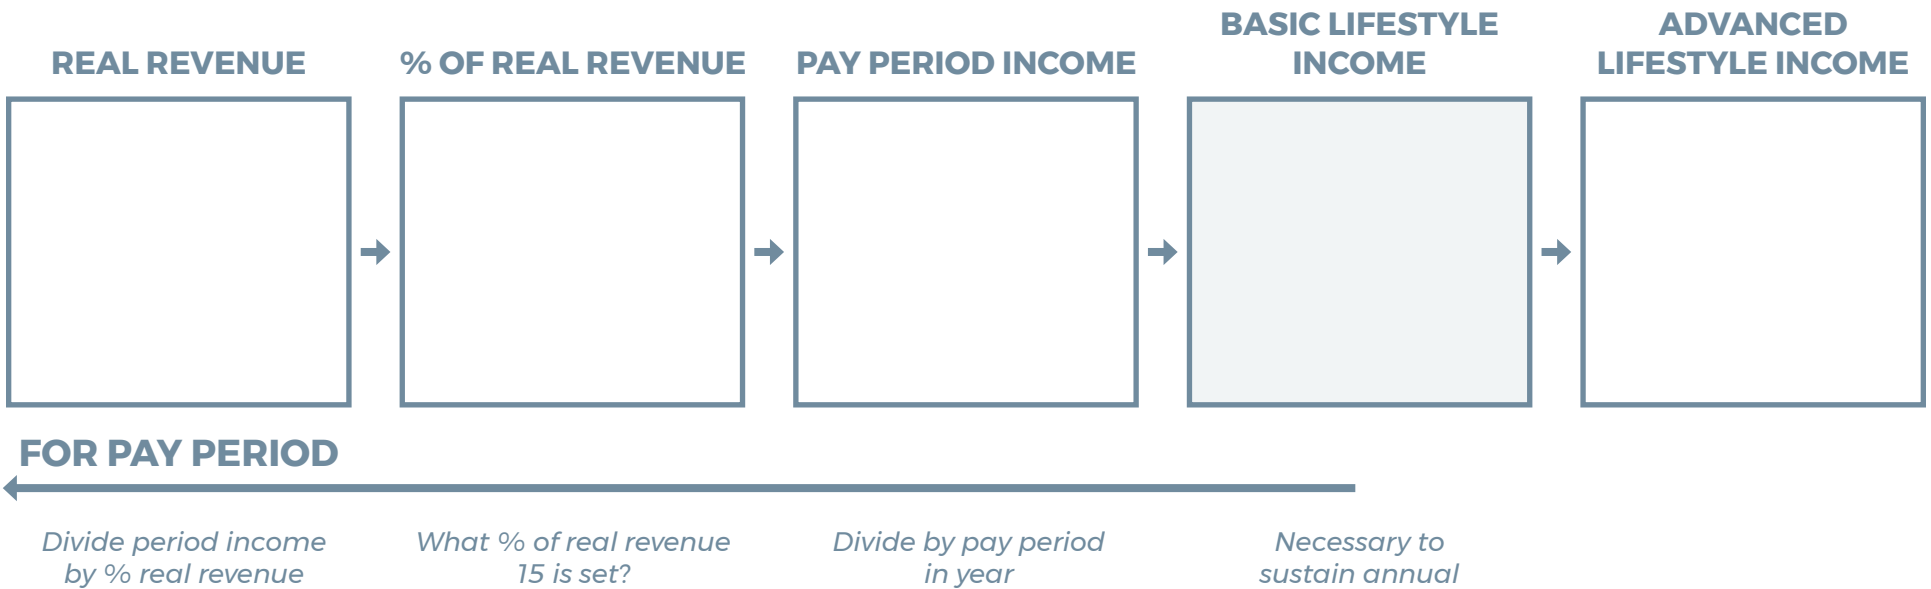 REAL REVENUE
% OF REAL REVENUE
PAY PERIOD INCOME
BASIC LIFESTYLE
INCOME
ADVANCED
LIFESTYLE INCOME
FOR PAY PERIOD
Divide period income
by % real revenue
What % of real revenue
15 is set?
Divide by pay period
in year
Necessary to
sustain annual